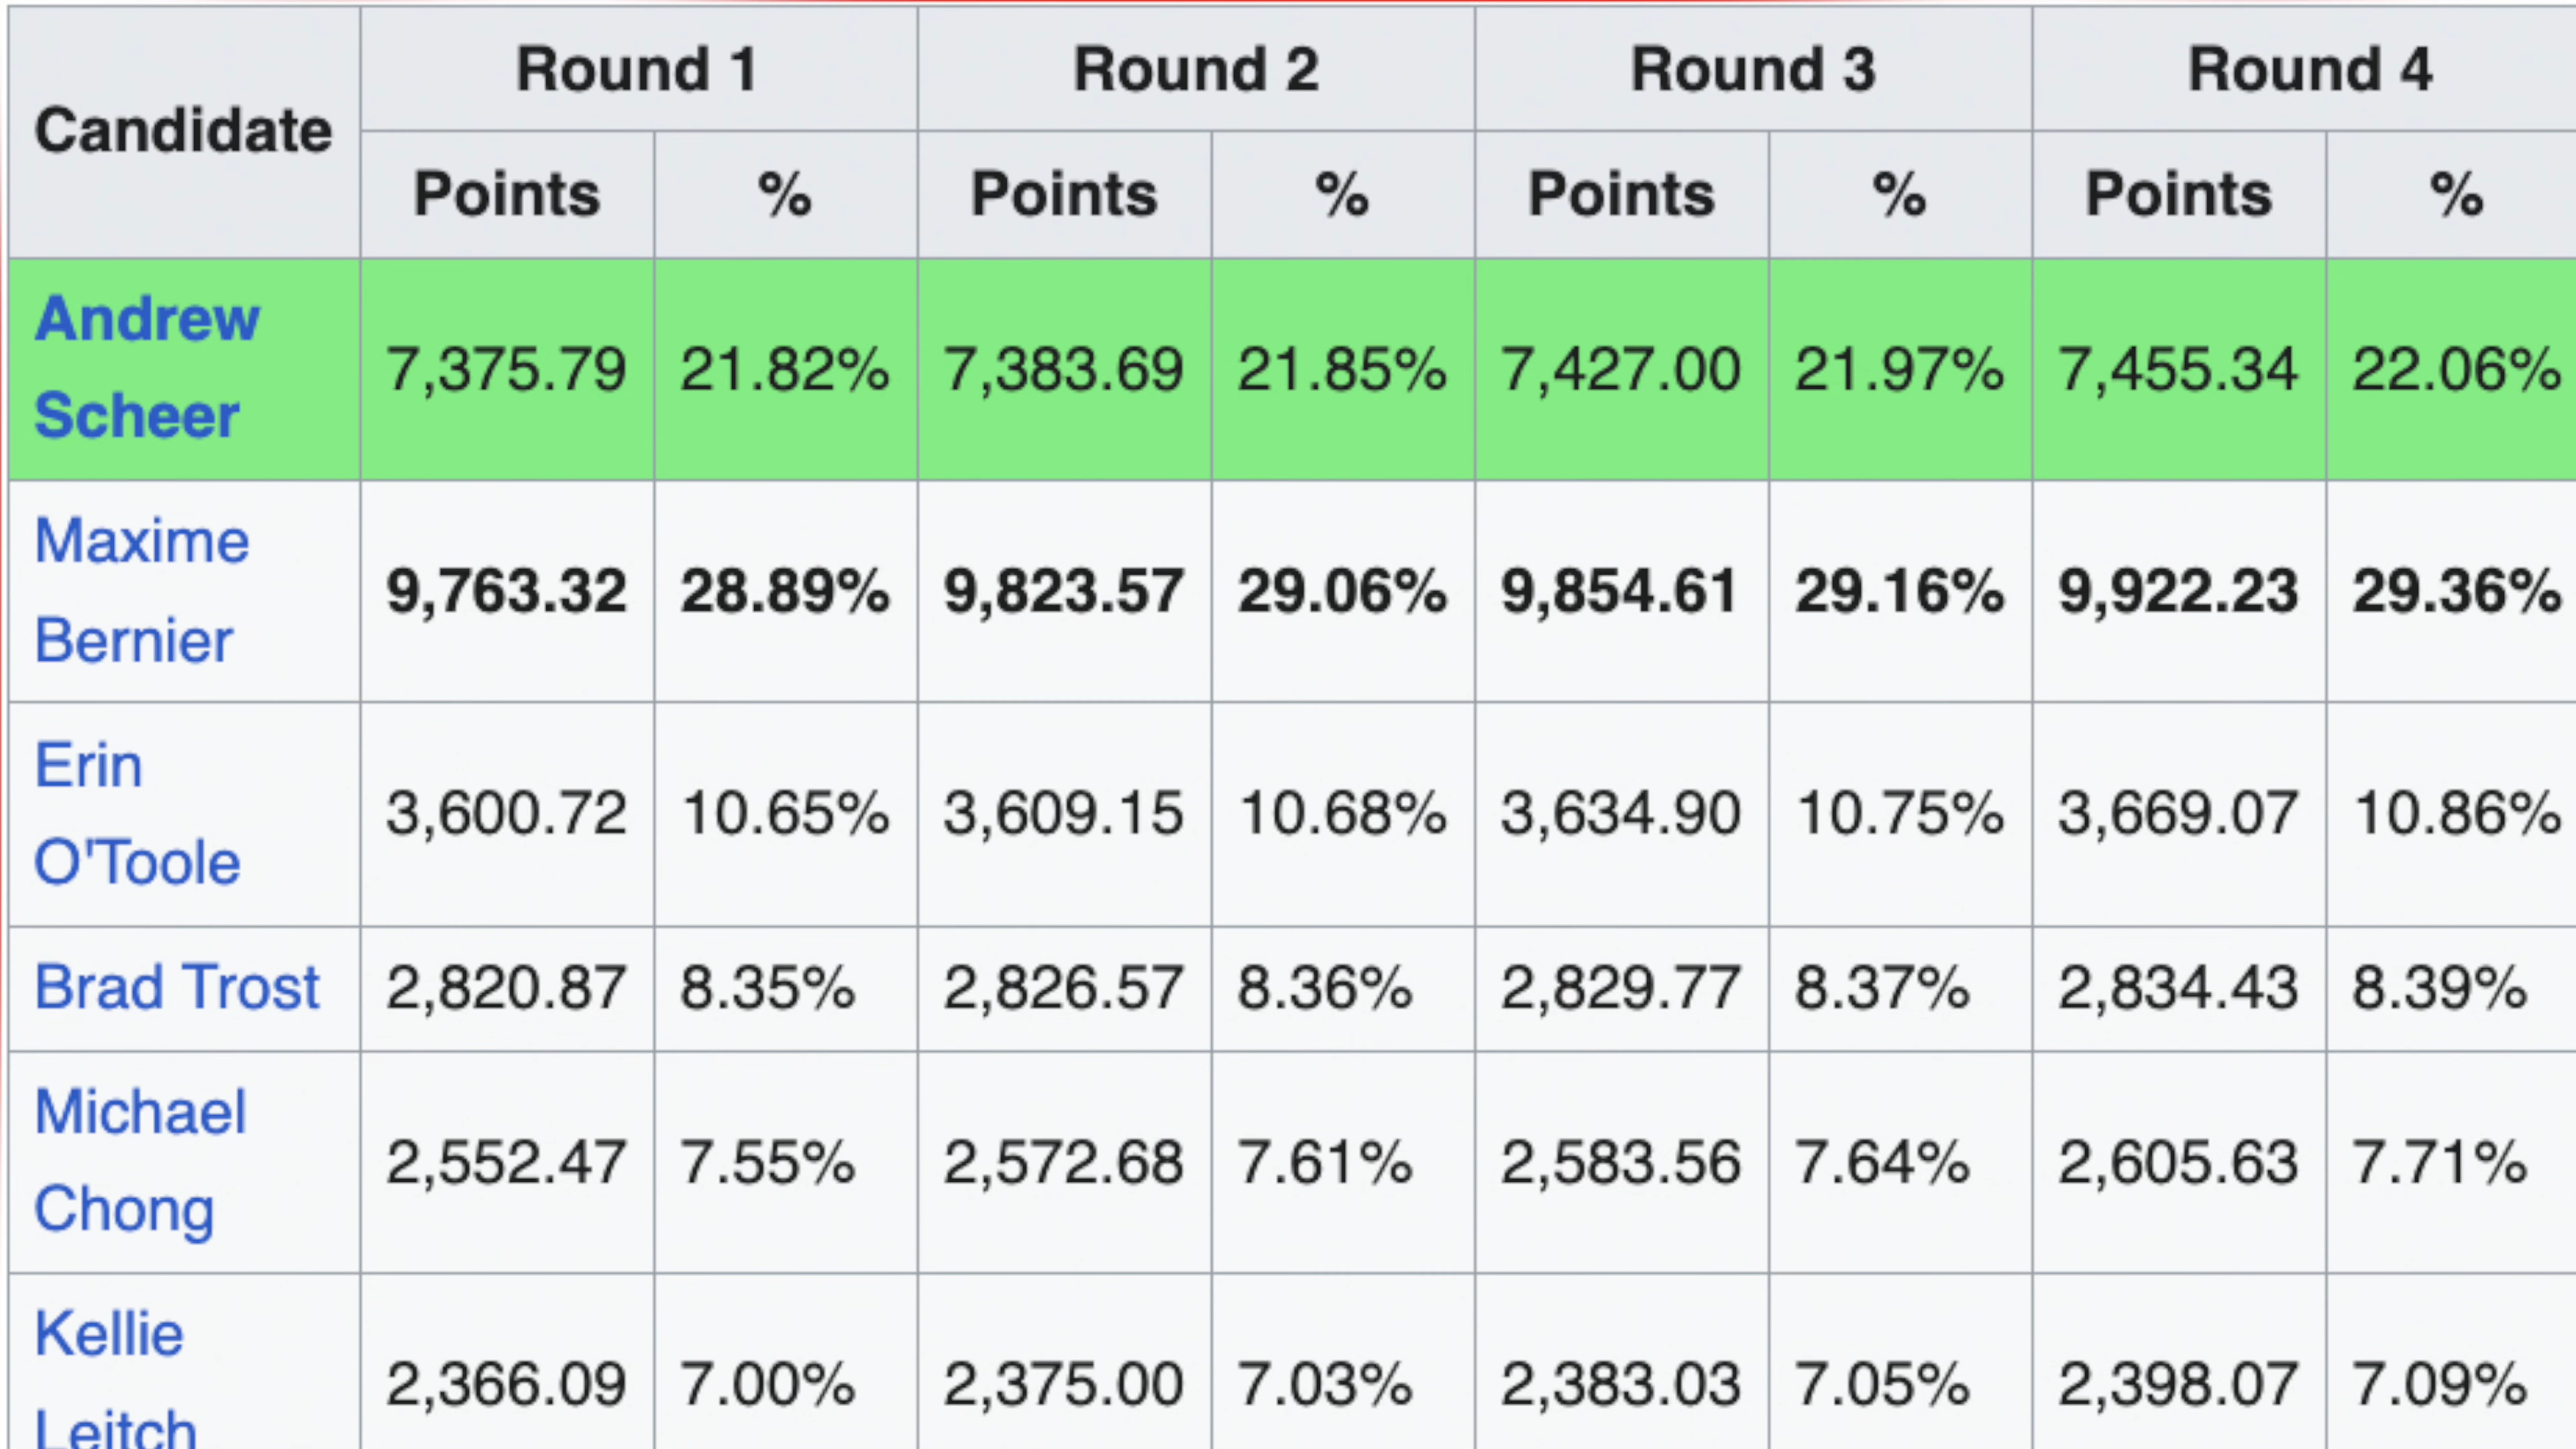 Candidate Round 1 Round 2 Round 3 Round 4
Points % Points % Points % Points %
Andrew
Scheer 7,375.79 21.82% 7,383.69 21.85% 7,427.00 21.97% 7,455.34 22.06%
Maxime
Bernier 9,763.32 28.89% 9,823.57 29.06% 9,854.61 29.16% 9,922.23 29.36%
Erin
O'Toole 3,600.72 10.65% 3,609.15 10.68% 3,634.90 10.75% 3,669.07 10.86%
Brad Trost 2,820.87 8.35% 2,826.57 8.36% 2,829.77 8.37% 2,834.43 8.39%
Michael
Chong 2,552.47 7.55% 2,572.68 7.61% 2,583.56 7.64% 2,605.63 7.71%
Kellie
Leitch 2,366.09 7.00% 2,375.00 7.03% 2,383.03 7.05% 2,398.07 7.09%